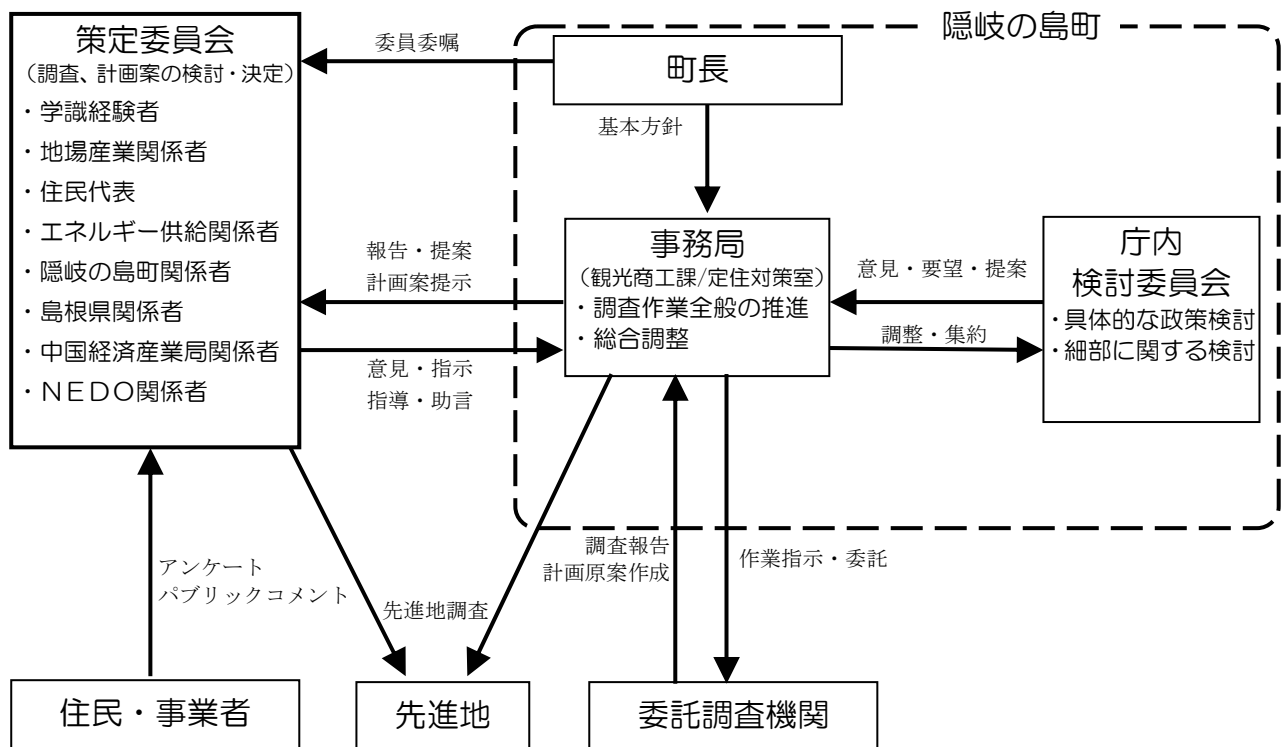 隠岐の島町
策定委員会
（調査、計画案の検討・決定）
・学識経験者
・地場産業関係者
・住民代表
・エネルギー供給関係者
・隠岐の島町関係者
・島根県関係者
・中国経済産業局関係者
・ＮＥＤＯ関係者
委員委嘱
町長
基本方針
報告・提案
計画案提示
意見・指示
指導・助言
事務局
（観光商工課/定住対策室）
・調査作業全般の推進
・総合調整
意見・要望・提案
調整・集約
庁内
検討委員会
・具体的な政策検討
・細部に関する検討
アンケート
パブリックコメント
先進地調査
調査報告
計画原案作成
作業指示・委託
住民・事業者
先進地
委託調査機関